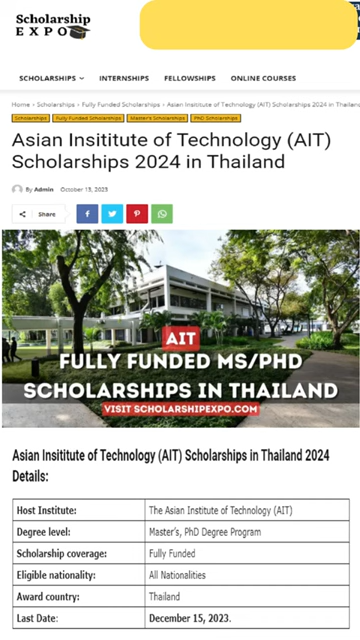 Scholarship
EXPO
SCHOLARSHIPS
INTERNSHIPS
FELLOWSHIPS
ONLINE COURSES
Home › Scholarships › Fully Funded Scholarships › Asian Insititute of Technology (AIT) Scholarships 2024 in Thailand
Scholarships
Fully Funded Scholarships
Master's Scholarships
PhD Scholarships
Asian Insititute of Technology (AIT)
Scholarships 2024 in Thailand
By Admin October 13, 2023
Share
AIT
FULLY FUNDED MS/PHD
SCHOLARSHIPS IN THAILAND
VISIT SCHOLARSHIPEXPO.COM
Asian Insititute of Technology (AIT) Scholarships in Thailand 2024
Details:
Host Institute: The Asian Institute of Technology (AIT)
Degree level: Master's, PhD Degree Program
Scholarship coverage: Fully Funded
Eligible nationality: All Nationalities
Award country: Thailand
Last Date: December 15, 2023.